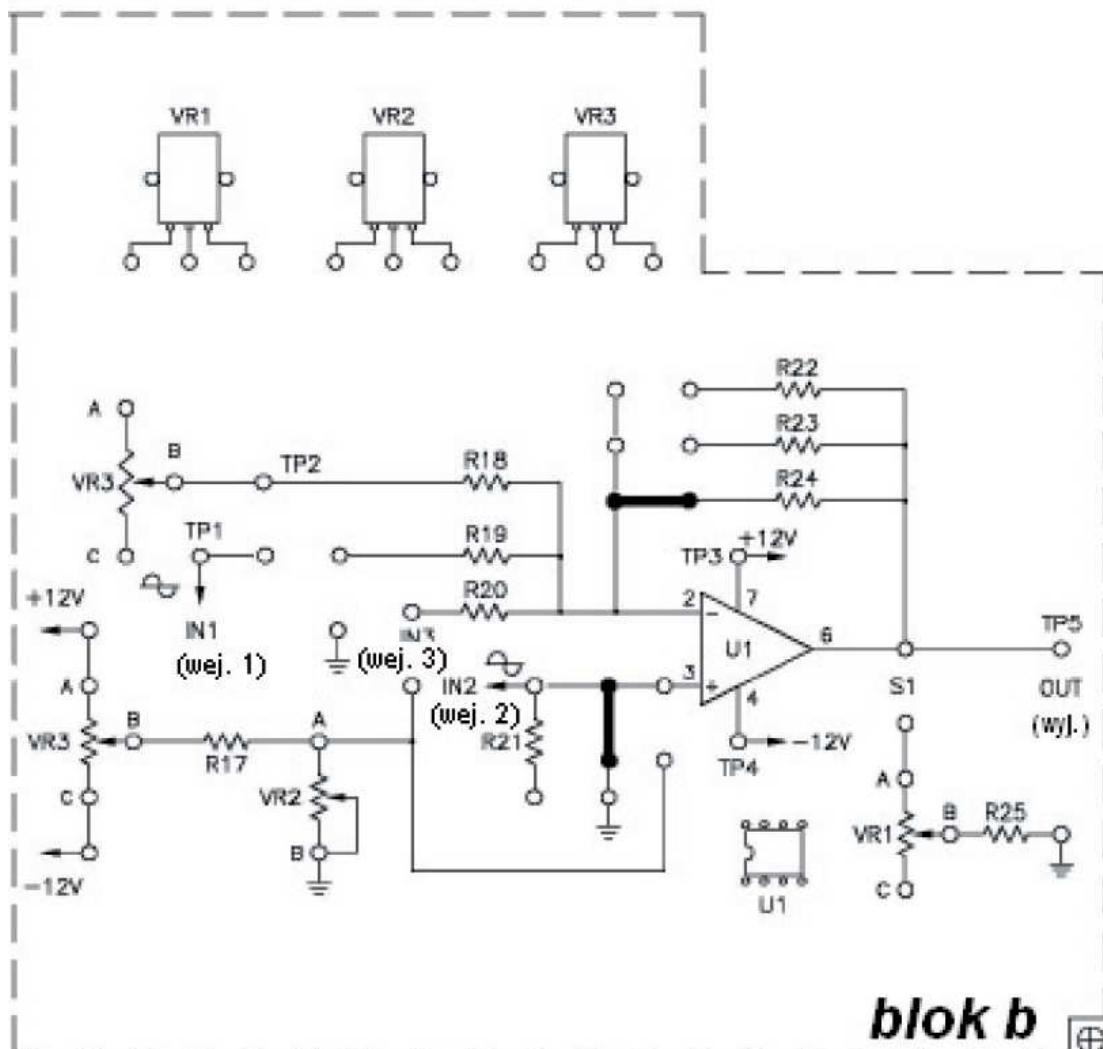 VR1 VR2 VR3
R22
A
R23
B TP2 R18
VR3 R24
TP1 R19 TP3 +12V
C
+12V R20 2 - 7
IN1 IN3 U1 6 TP5
(wej. 1) (wej. 3) 3 +
A IN2 4 S1 OUT
(wej. 2) (wyj.)
VR3 B R17 A R21 TP4 -12V
A
C VR2 B R25
VR1
B
-12V C
U1
blok b